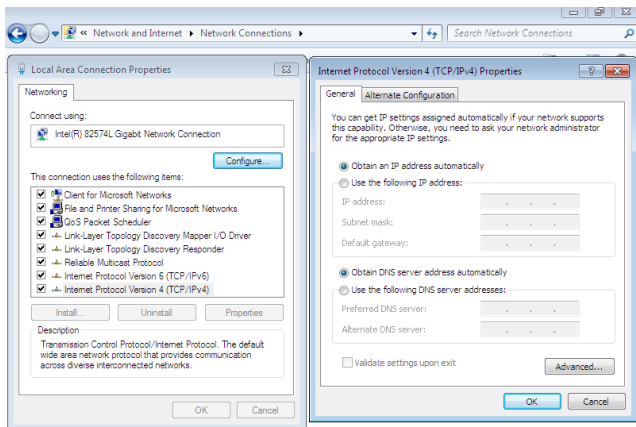 « Network and Internet Network Connections
Search Network Connections
Local Area Connection Properties
Networking
Connect using:
Intel(R) 82574L Gigabit Network Connection
Configure...
This connection uses the following items:
Client for Microsoft Networks
File and Printer Sharing for Microsoft Networks
QoS Packet Scheduler
Link-Layer Topology Discovery Mapper I/O Driver
Link-Layer Topology Discovery Responder
Reliable Multicast Protocol
Internet Protocol Version 6 (TCP/IPv6)
Internet Protocol Version 4 (TCP/IPv4)
Install... Uninstall Properties
Description
Transmission Control Protocol/Internet Protocol. The default
wide area network protocol that provides communication
across diverse interconnected networks.
OK Cancel
Internet Protocol Version 4 (TCP/IPv4) Properties
General Alternate Configuration
You can get IP settings assigned automatically if your network supports
this capability. Otherwise, you need to ask your network administrator
for the appropriate IP settings.
Obtain an IP address automatically
Use the following IP address:
IP address:
Subnet mask:
Default gateway:
Obtain DNS server address automatically
Use the following DNS server addresses:
Preferred DNS server:
Alternate DNS server:
Validate settings upon exit
Advanced...
OK Cancel